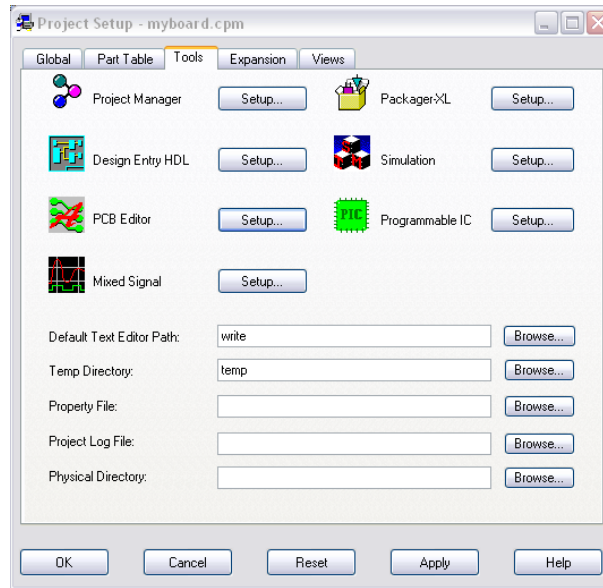 Project Setup - myboard.cpm
Global Part Table Tools Expansion Views
Project Manager Setup... Packager-XL Setup...
Design Entry HDL Setup... Simulation Setup...
PCB Editor Setup... PIC Programmable IC Setup...
Mixed Signal Setup...
Default Text Editor Path: write Browse...
Temp Directory: temp Browse...
Property File: Browse...
Project Log File: Browse...
Physical Directory: Browse...
OK Cancel Reset Apply Help